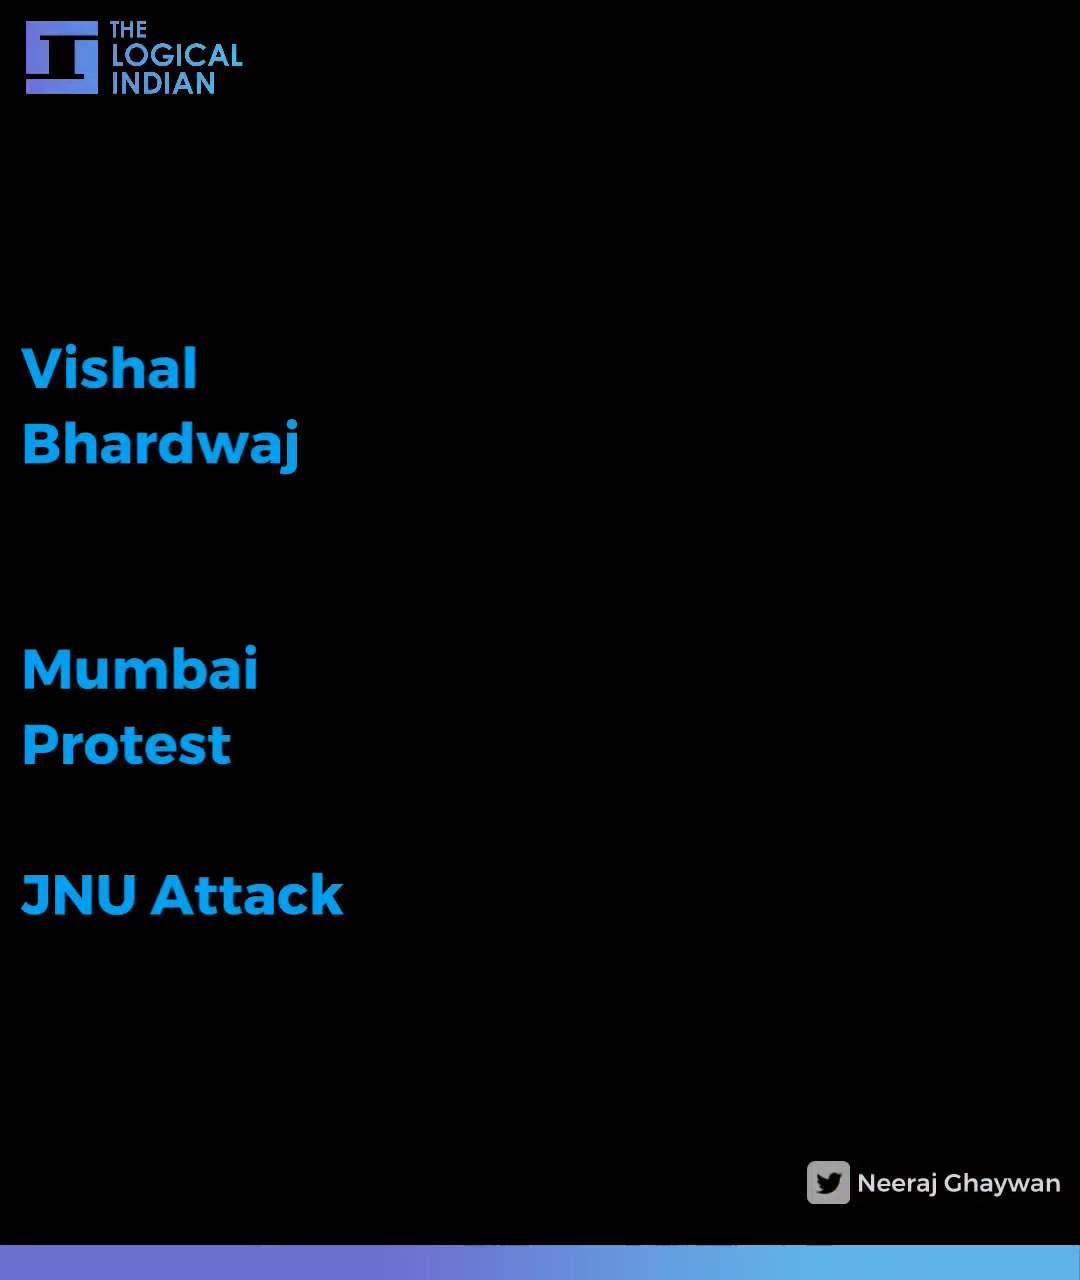 THE
LOGICAL
INDIAN
Vishal
Bhardwaj
Mumbai
Protest
JNU Attack
Neeraj Ghaywan